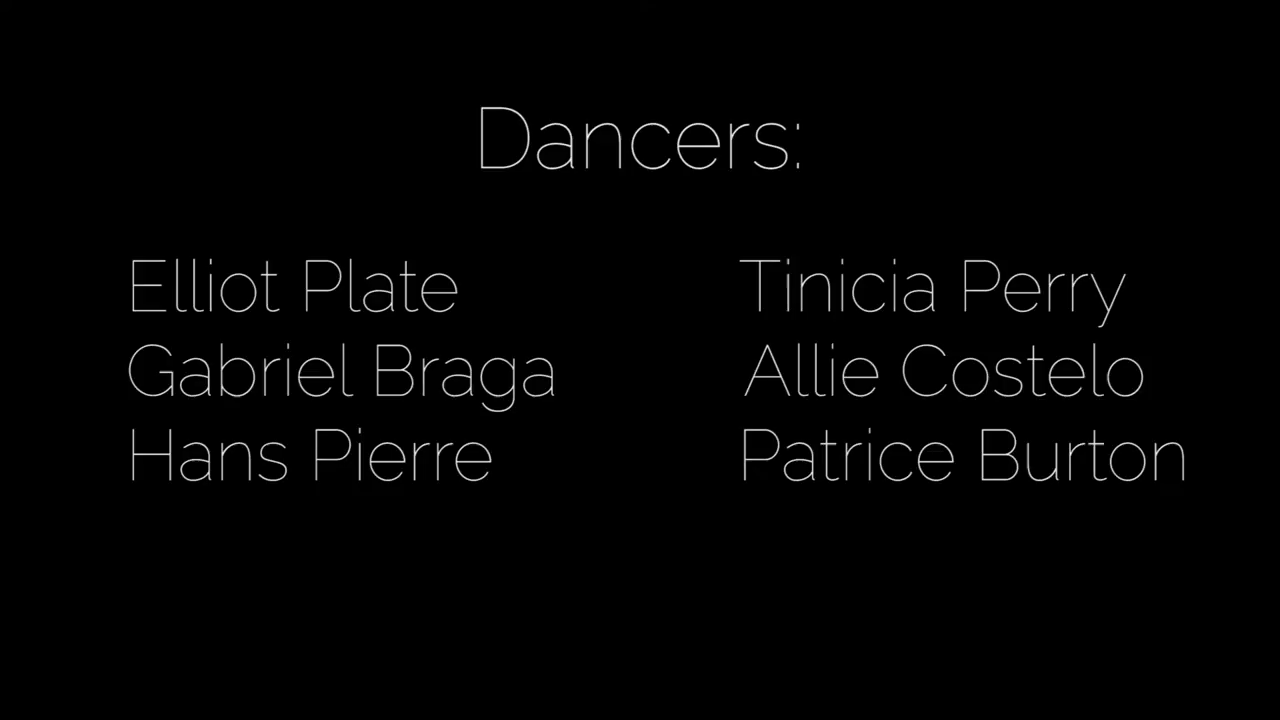 Dancers:
Elliot Plate
Gabriel Braga
Hans Pierre
Tinicia Perry
Allie Costelo
Patrice Burton